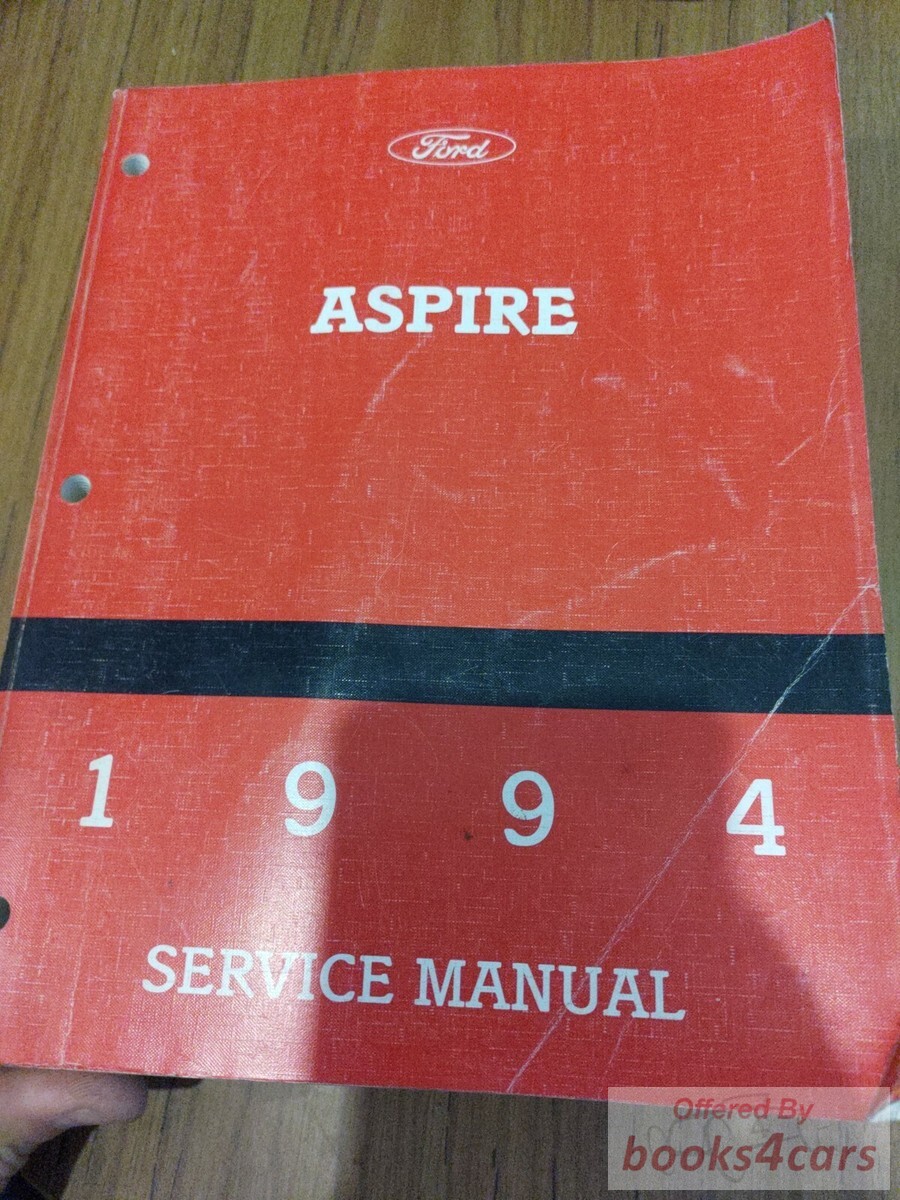 Ford
ASPIRE
1 9 9 4
SERVICE MANUAL
Offered By
books4cars